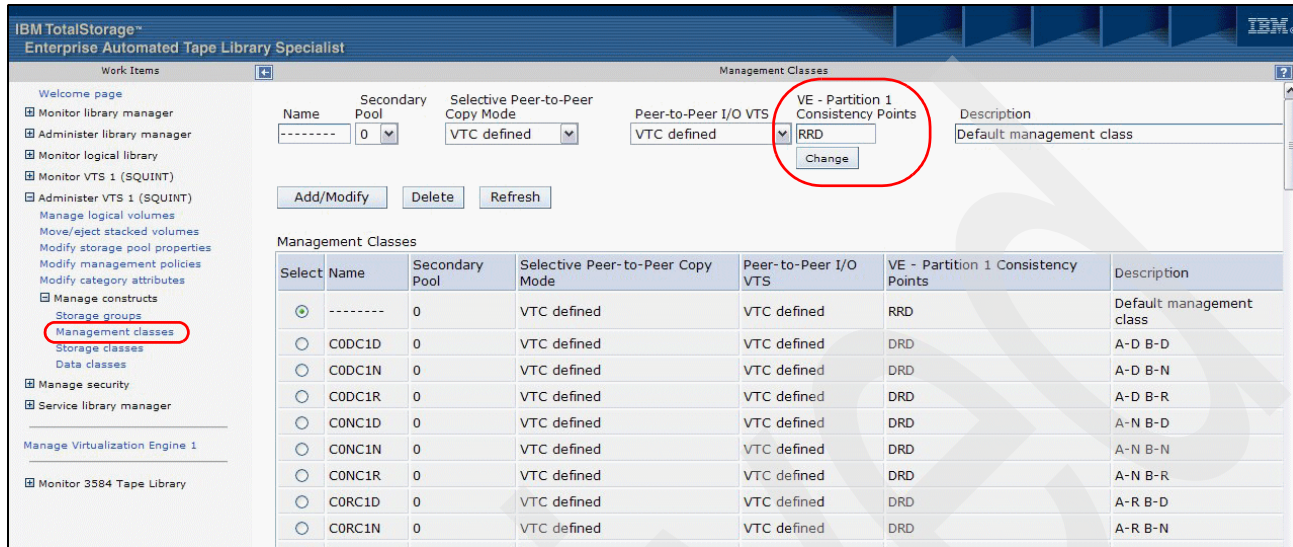 IBM TotalStorage™
Enterprise Automated Tape Library Specialist
IBM.
Work Items
Management Classes
?
Welcome page
Monitor library manager
Administer library manager
Monitor logical library
Monitor VTS 1 (SQUINT)
Administer VTS 1 (SQUINT)
Manage logical volumes
Move/eject stacked volumes
Modify storage pool properties
Modify management policies
Modify category attributes
Manage constructs
Storage groups
Management classes
Storage classes
Data classes
Manage security
Service library manager
Manage Virtualization Engine 1
Monitor 3584 Tape Library
Name
Secondary Pool
Selective Peer-to-Peer Copy Mode
Peer-to-Peer I/O VTS
VE - Partition 1 Consistency Points
Description
-------- 0 VTC defined VTC defined RRD Default management class
Change
Add/Modify Delete Refresh
Management Classes
Select Name Secondary Pool Selective Peer-to-Peer Copy Mode Peer-to-Peer I/O VTS VE - Partition 1 Consistency Points Description
-------- 0 VTC defined VTC defined RRD Default management class
C0DC1D 0 VTC defined VTC defined DRD A-D B-D
C0DC1N 0 VTC defined VTC defined DRD A-D B-N
C0DC1R 0 VTC defined VTC defined DRD A-D B-R
C0NC1D 0 VTC defined VTC defined DRD A-N B-D
C0NC1N 0 VTC defined VTC defined DRD A-N B-N
C0NC1R 0 VTC defined VTC defined DRD A-N B-R
C0RC1D 0 VTC defined VTC defined DRD A-R B-D
C0RC1N 0 VTC defined VTC defined DRD A-R B-N